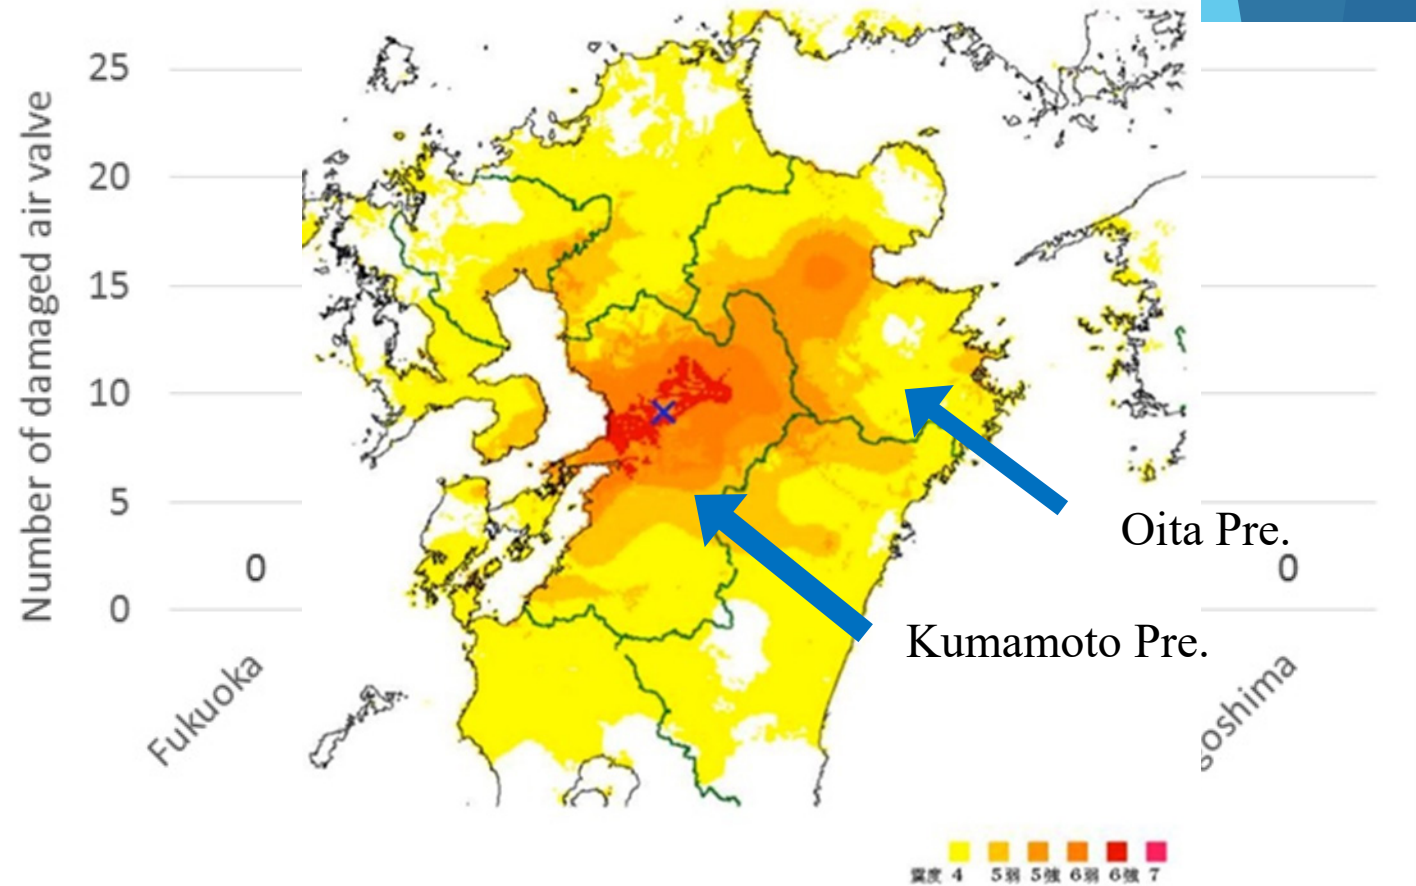 Number of damaged air valve
25
20
15
10
5
0
0
0
Fukuoka
goshima
Oita Pre.
Kumamoto Pre.
震度 4 5弱 5強 6弱 6強 7